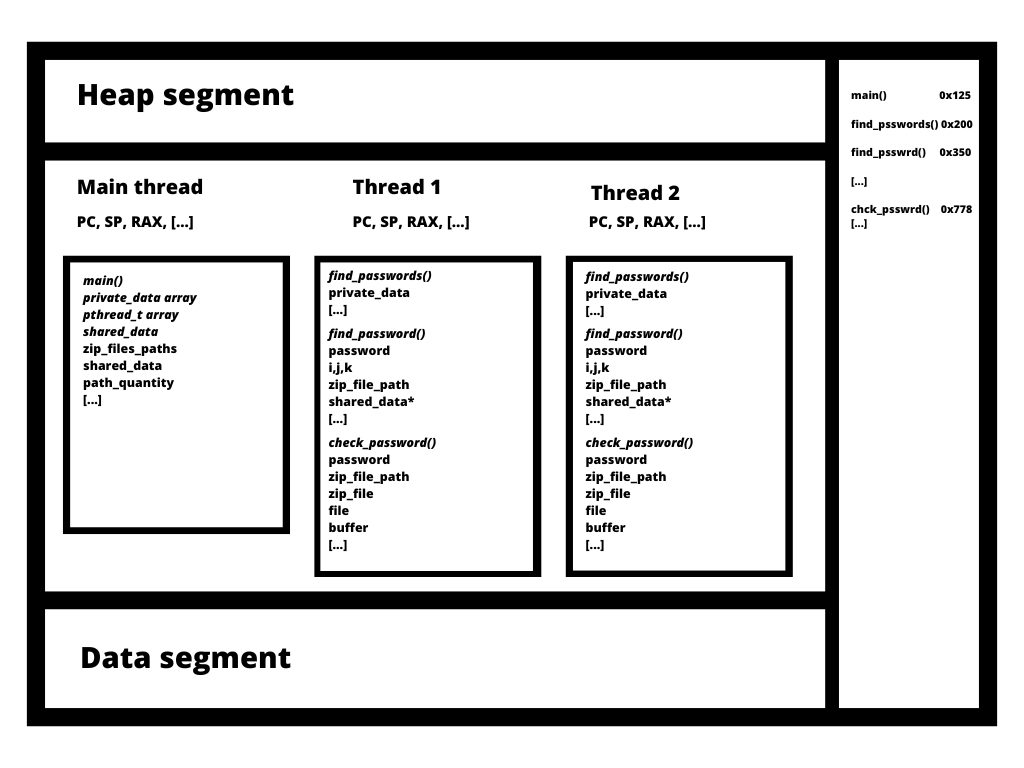 Heap segment
Main thread
PC, SP, RAX, [...]
main()
private_data array
pthread_t array
shared_data
zip_files_paths
shared_data
path_quantity
[...]
Thread 1
PC, SP, RAX, [...]
find_passwords()
private_data
[...]
find_password()
password
i,j,k
zip_file_path
shared_data*
[...]
check_password()
password
zip_file_path
zip_file
file
buffer
[...]
Thread 2
PC, SP, RAX, [...]
find_passwords()
private_data
[...]
find_password()
password
i,j,k
zip_file_path
shared_data*
[...]
check_password()
password
zip_file_path
zip_file
file
buffer
[...]
Data segment
main() 0x125
find_psswords() 0x200
find_psswrd() 0x350
[...]
chck_psswrd() 0x778
[...]